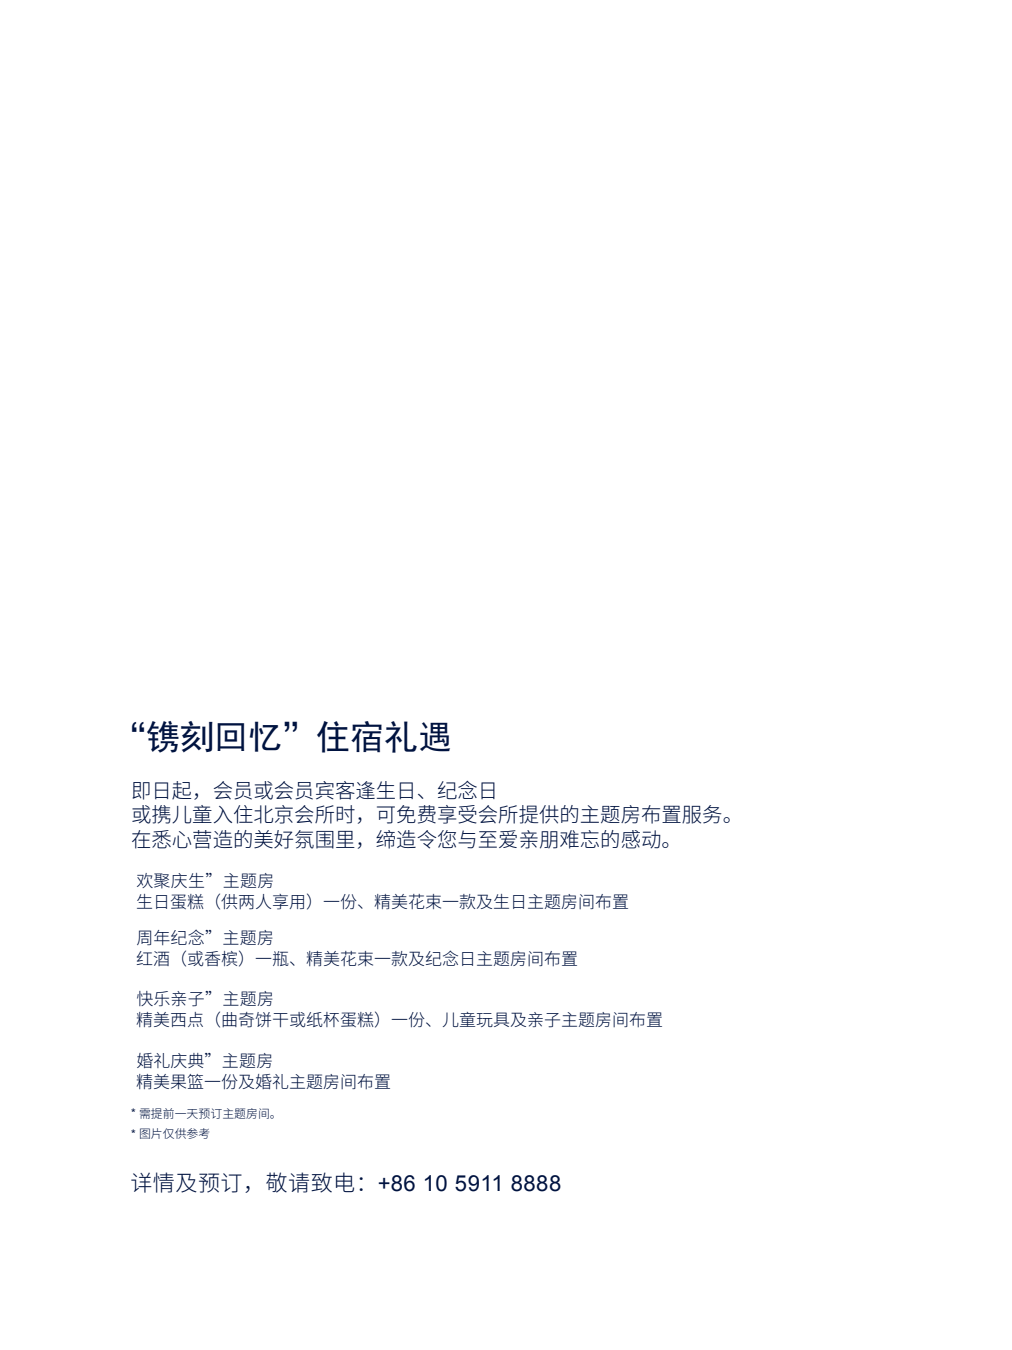 “镌刻回忆”住宿礼遇
即日起，会员或会员宾客逢生日、纪念日
或携儿童入住北京会所时，可免费享受会所提供的主题房布置服务。
在悉心营造的美好氛围里，缔造令您与至爱亲朋难忘的感动。
欢聚庆生”主题房
生日蛋糕（供两人享用）一份、精美花束一款及生日主题房间布置
周年纪念”主题房
红酒（或香槟）一瓶、精美花束一款及纪念日主题房间布置
快乐亲子”主题房
精美西点（曲奇饼干或纸杯蛋糕）一份、儿童玩具及亲子主题房间布置
婚礼庆典”主题房
精美果篮一份及婚礼主题房间布置
* 需提前一天预订主题房间。
* 图片仅供参考
详情及预订，敬请致电：+86 10 5911 8888